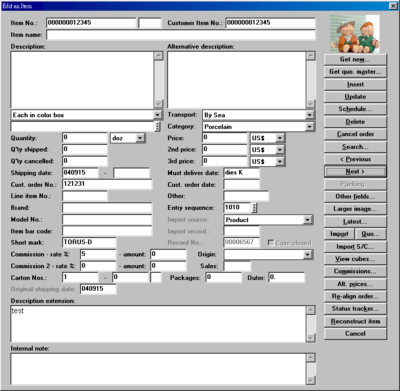 Edit an Item
Item No.: 000000012345 Customer Item No.: 000000012345
Item name:
Description: Alternative description:
Get new...
Get quo. master...
Insert
Update
Schedule...
Delete
Cancel order
Search...
< Previous
Next >
Packing...
Other fields...
Larger image...
Latest...
Import Quo...
Import S/C...
View cubes...
Commissions...
Alt. prices...
Re-align order...
Status tracker...
Reconstruct item
Cancel
Each in color box Transport: By Sea
Category: Porcelain
Quantity: 0 doz Price: 0 US$
Q'ty shipped: 0 2nd price: 0 US$
Q'ty cancelled: 0 3rd price: 0 US$
Shipping date: 040915 - Must deliver date: dies K
Cust. order No.: 121231 Cust. order date:
Line item No.: Other:
Brand: Entry sequence: 1010
Model No.: Import source: Product
Item bar code: Import record.:
Short mark: TORUS-D Record No.: 00006567 Case closed
Commission - rate %: 5 - amount: 0 Origin:
Commission 2 - rate %: 0 - amount: 0 Sales:
Carton Nos.: 1 - 0 Packages: 0 Outer: 0.
Original shipping date: 040915
Description extension:
test
Internal note: